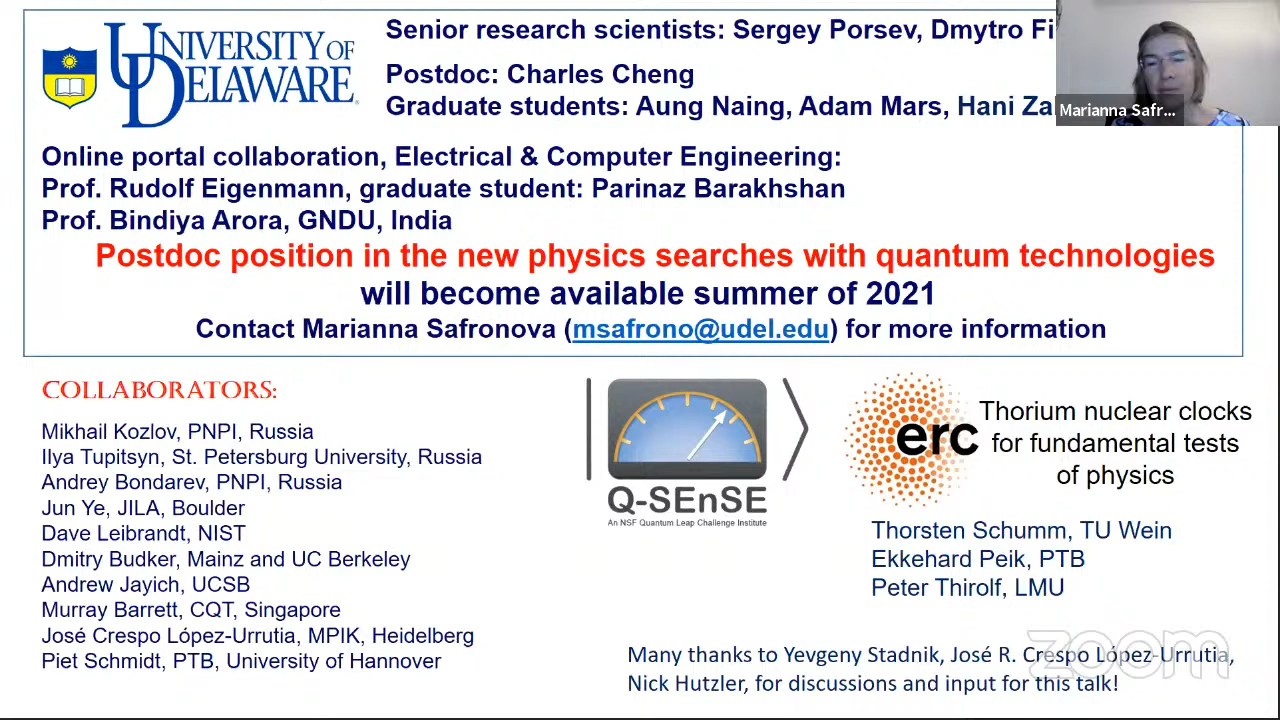 UNIVERSITY OF
DELAWARE
Senior research scientists: Sergey Porsev, Dmytro
Postdoc: Charles Cheng
Graduate students: Aung Naing, Adam Mars, Hani
Marianna Safr...
Online portal collaboration, Electrical & Computer Engineering:
Prof. Rudolf Eigenmann, graduate student: Parinaz Barakhshan
Prof. Bindiya Arora, GNDU, India
Postdoc position in the new physics searches with quantum technologies
will become available summer of 2021
Contact Marianna Safronova (msafrono@udel.edu) for more information
COLLABORATORS:
Mikhail Kozlov, PNPI, Russia
Ilya Tupitsyn, St. Petersburg University, Russia
Andrey Bondarev, PNPI, Russia
Jun Ye, JILA, Boulder
Dave Leibrandt, NIST
Dmitry Budker, Mainz and UC Berkeley
Andrew Jayich, UCSB
Murray Barrett, CQT, Singapore
José Crespo López-Urrutia, MPIK, Heidelberg
Piet Schmidt, PTB, University of Hannover
Q-SEnSE
An NSF Quantum Leap Challenge Institute
erc
Thorium nuclear clocks
for fundamental tests
of physics
Thorsten Schumm, TU Wein
Ekkehard Peik, PTB
Peter Thirolf, LMU
Many thanks to Yevgeny Stadnik, José R. Crespo López-Urrutia,
Nick Hutzler, for discussions and input for this talk!
zoom